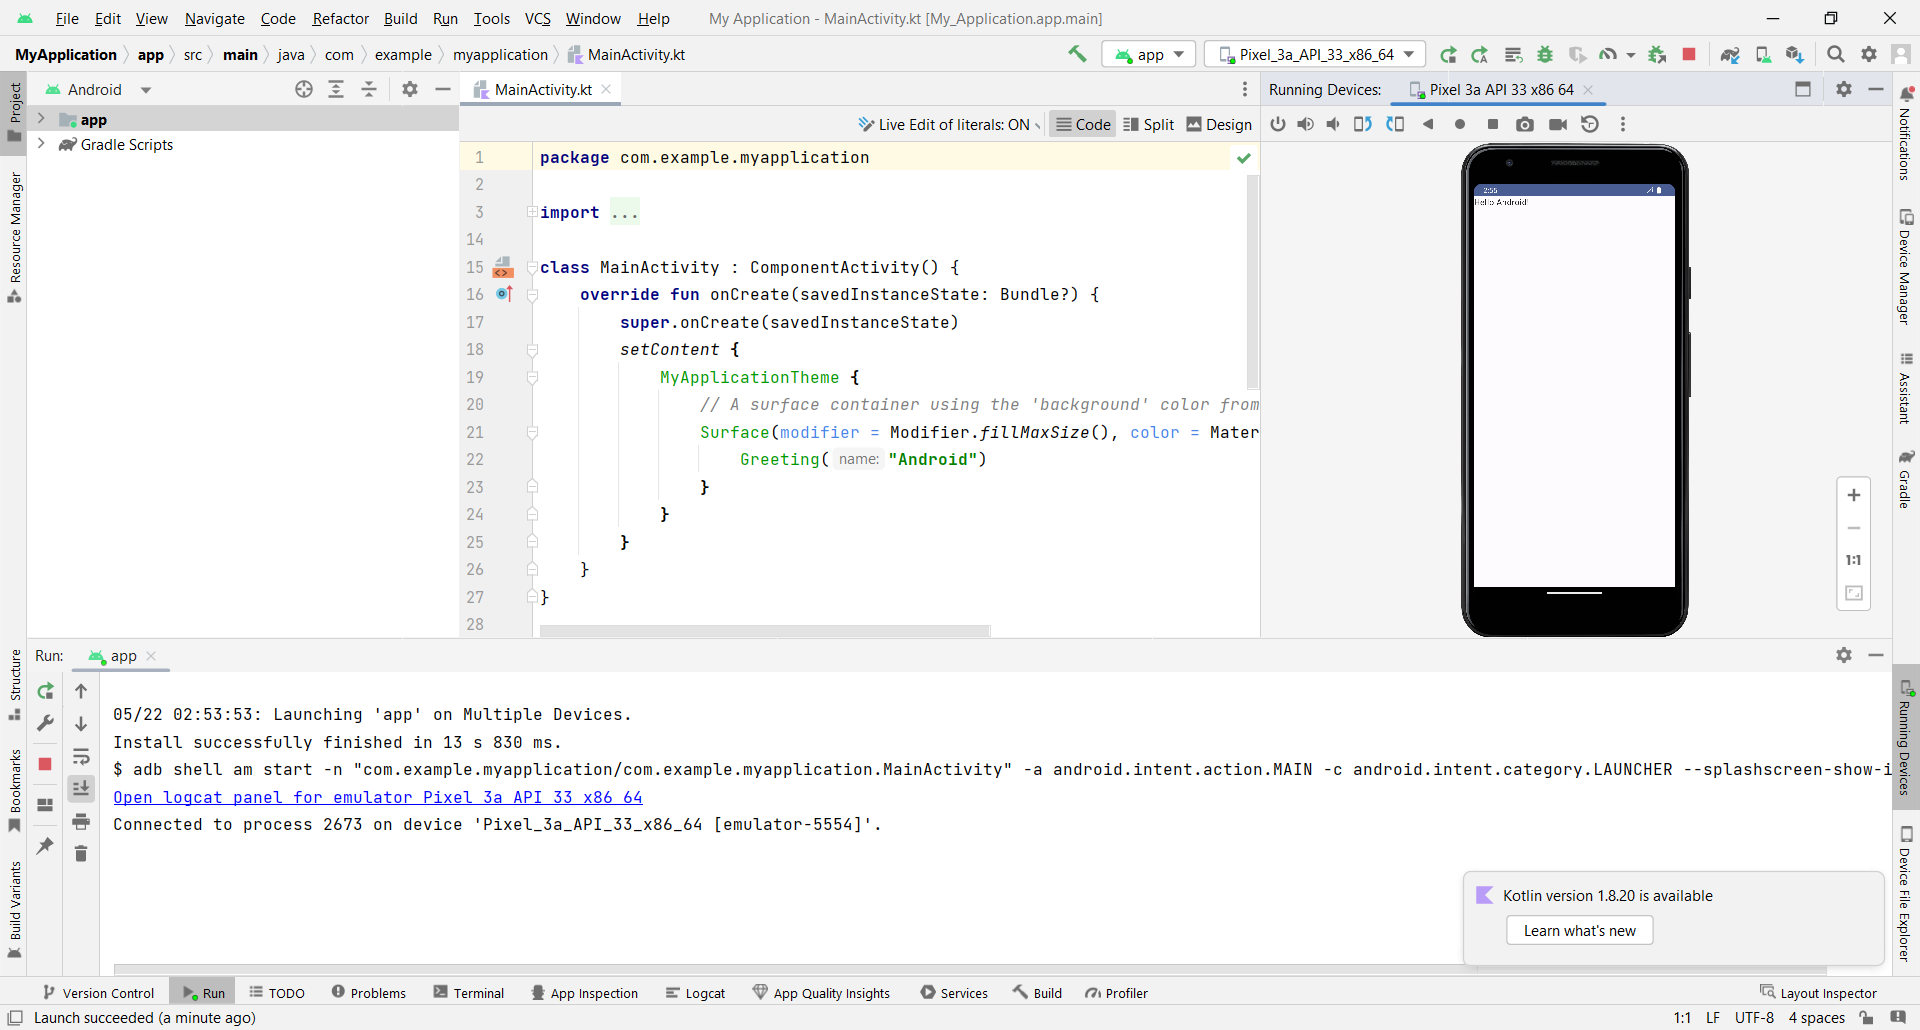 File Edit View Navigate Code Refactor Build Run Tools VCS Window Help My Application - MainActivity.kt [My_Application.app.main]
MyApplication app src main java com example myapplication MainActivity.kt app Pixel_3a_API_33_x86_64
Project
Android
MainActivity.kt
Running Devices: Pixel 3a API 33 x86 64
Notifications
app
Gradle Scripts
Live Edit of literals: ON Code Split Design
1 package com.example.myapplication
2
3 import ...
14
15 class MainActivity : ComponentActivity() {
16 override fun onCreate(savedInstanceState: Bundle?) {
17 super.onCreate(savedInstanceState)
18 setContent {
19 MyApplicationTheme {
20 // A surface container using the 'background' color from
21 Surface(modifier = Modifier.fillMaxSize(), color = Mater
22 Greeting( name: "Android")
23 }
24 }
25 }
26 }
27 }
28
2:55
Hello Android!
1:1
Resource Manager
Device Manager
Assistant
Gradle
Structure
Bookmarks
Build Variants
Running Devices
Device File Explorer
Run: app
05/22 02:53:53: Launching 'app' on Multiple Devices.
Install successfully finished in 13 s 830 ms.
$ adb shell am start -n "com.example.myapplication/com.example.myapplication.MainActivity" -a android.intent.action.MAIN -c android.intent.category.LAUNCHER --splashscreen-show-i
Open logcat panel for emulator Pixel 3a API 33 x86 64
Connected to process 2673 on device 'Pixel_3a_API_33_x86_64 [emulator-5554]'.
Kotlin version 1.8.20 is available
Learn what's new
Version Control Run TODO Problems Terminal App Inspection Logcat App Quality Insights Services Build Profiler Layout Inspector
Launch succeeded (a minute ago) 1:1 LF UTF-8 4 spaces